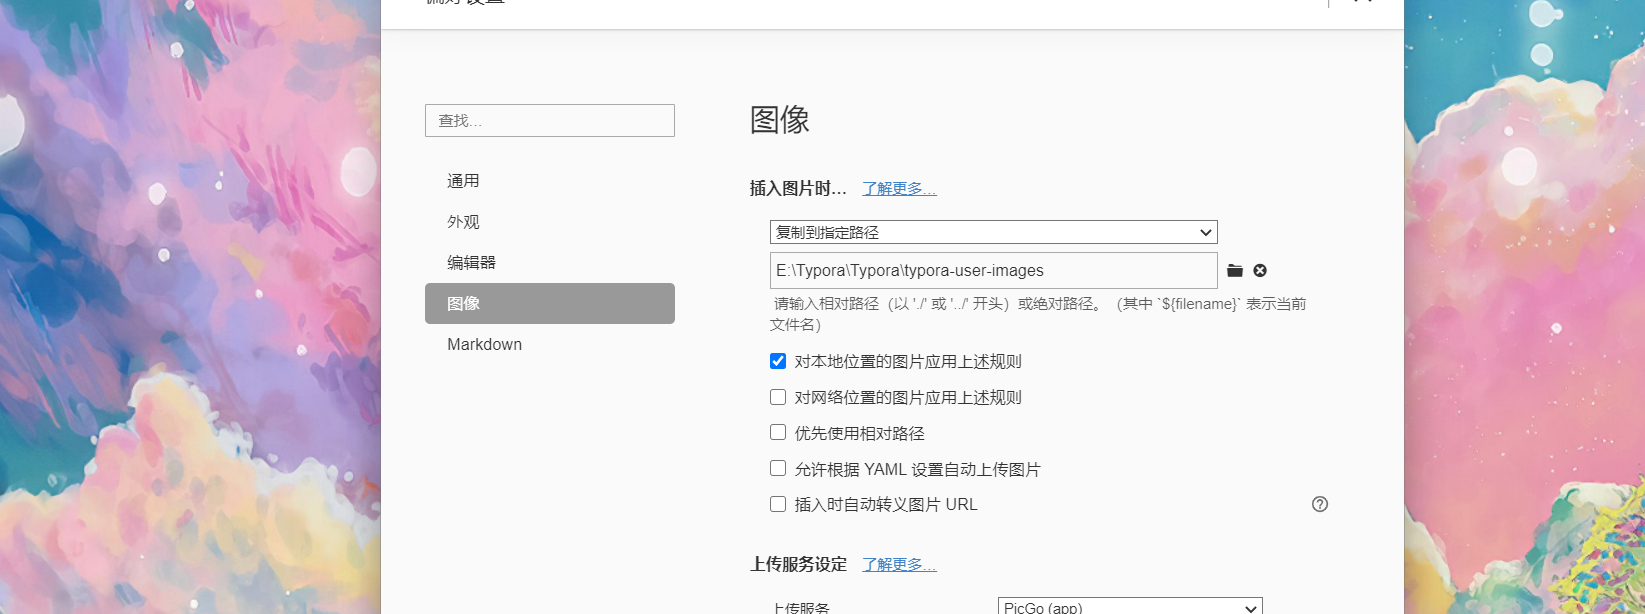 偏好设置
查找...
通用
外观
编辑器
图像
Markdown
图像
插入图片时... 了解更多...
复制到指定路径
E:\Typora\Typora\typora-user-images
请输入相对路径（以 './' 或 '../' 开头）或绝对路径。（其中 `${filename}` 表示当前
文件名）
对本地位置的图片应用上述规则
对网络位置的图片应用上述规则
优先使用相对路径
允许根据 YAML 设置自动上传图片
插入时自动转义图片 URL
上传服务设定 了解更多...
上传服务 PicGo (app)